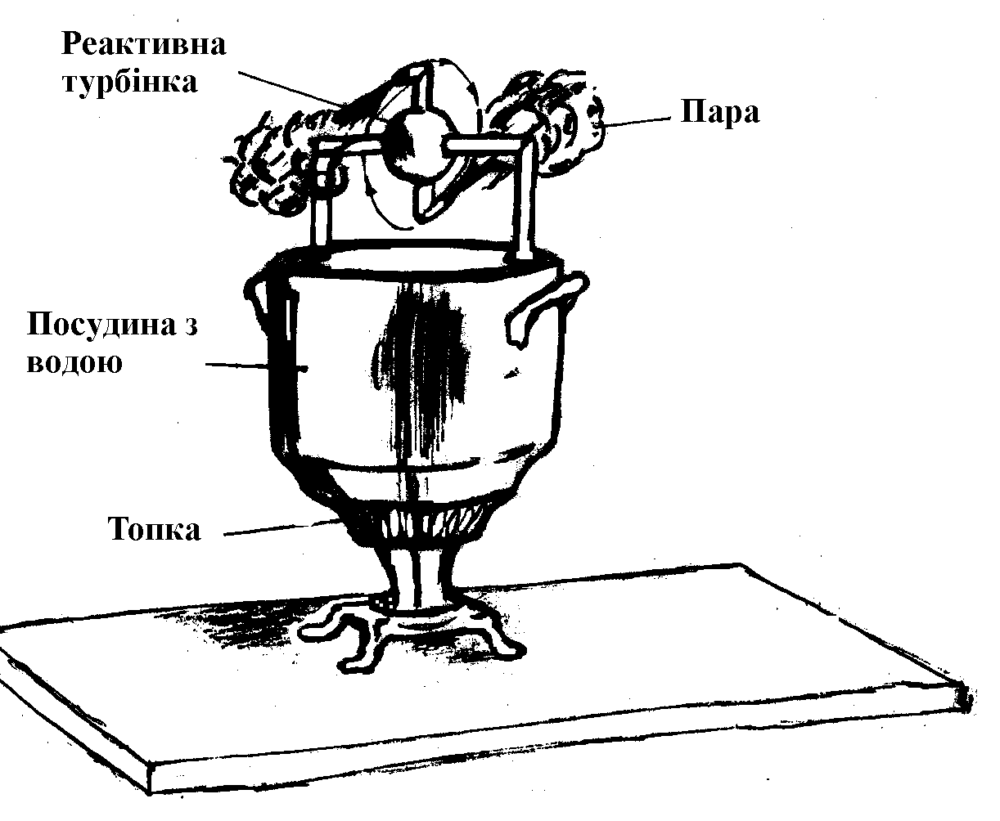 Реактивна
турбінка
Пара
Посудина з
водою
Топка